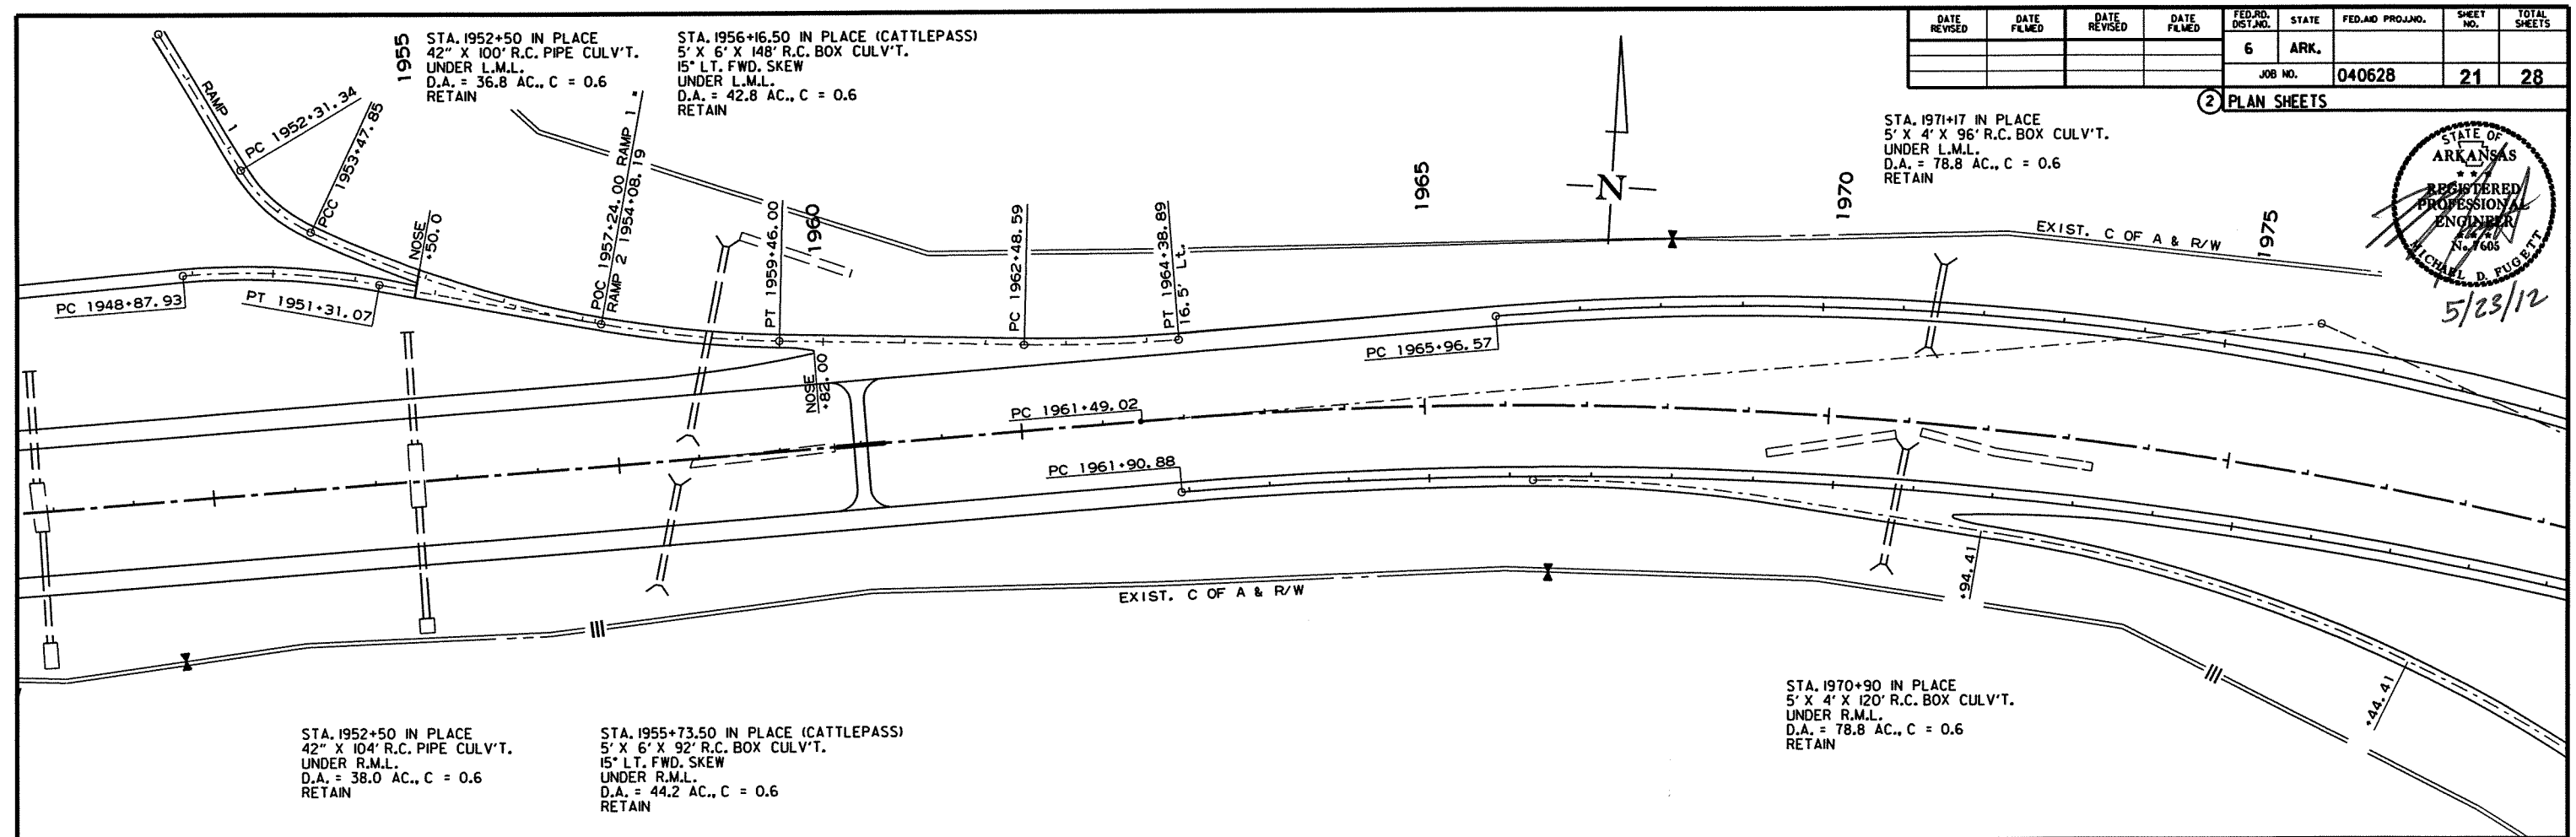 STA. 1952+50 IN PLACE
42" X 100' R.C. PIPE CULV'T.
UNDER L.M.L.
D.A. = 36.8 AC., C = 0.6
RETAIN
STA. 1956+16.50 IN PLACE (CATTLEPASS)
5' X 6' X 148' R.C. BOX CULV'T.
15° LT. FWD. SKEW
UNDER L.M.L.
D.A. = 42.8 AC., C = 0.6
RETAIN
DATE REVISED
DATE FILMED
DATE REVISED
DATE FILMED
FED.RD. DIST.NO.
STATE
FED.AID PROJ.NO.
SHEET NO.
TOTAL SHEETS
6
ARK.
JOB NO.
040628
21
28
2 PLAN SHEETS
STA. 1971+17 IN PLACE
5' X 4' X 96' R.C. BOX CULV'T.
UNDER L.M.L.
D.A. = 78.8 AC., C = 0.6
RETAIN
STATE OF
ARKANSAS
REGISTERED
PROFESSIONAL
ENGINEER
No. 7605
MICHAEL D. FUGETT
5/23/12
1955
1960
1965
1970
1975
N
RAMP 1
PC 1952+31.34
PCC 1953+47.85
NOSE
+50.0
POC 1957+24.00 RAMP 1 =
RAMP 2 1954+08.19
PT 1959+46.00
PC 1962+48.59
PT 1964+38.89
16.5' Lt.
EXIST. C OF A & R/W
PC 1948+87.93
PT 1951+31.07
NOSE
+82.00
PC 1965+96.57
PC 1961+49.02
PC 1961+90.88
EXIST. C OF A & R/W
+94.41
+44.41
STA. 1952+50 IN PLACE
42" X 104' R.C. PIPE CULV'T.
UNDER R.M.L.
D.A. = 38.0 AC., C = 0.6
RETAIN
STA. 1955+73.50 IN PLACE (CATTLEPASS)
5' X 6' X 92' R.C. BOX CULV'T.
15° LT. FWD. SKEW
UNDER R.M.L.
D.A. = 44.2 AC., C = 0.6
RETAIN
STA. 1970+90 IN PLACE
5' X 4' X 120' R.C. BOX CULV'T.
UNDER R.M.L.
D.A. = 78.8 AC., C = 0.6
RETAIN